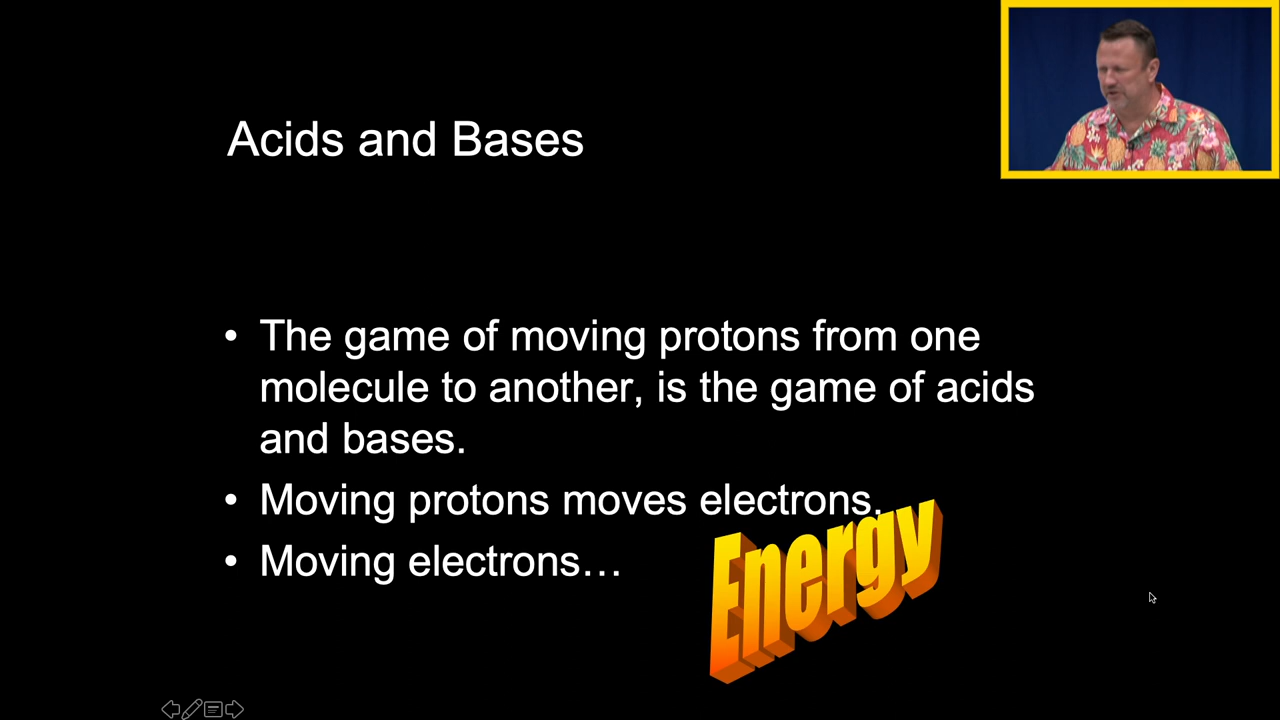 Acids and Bases
• The game of moving protons from one
molecule to another, is the game of acids
and bases.
• Moving protons moves electrons.
• Moving electrons…
Energy